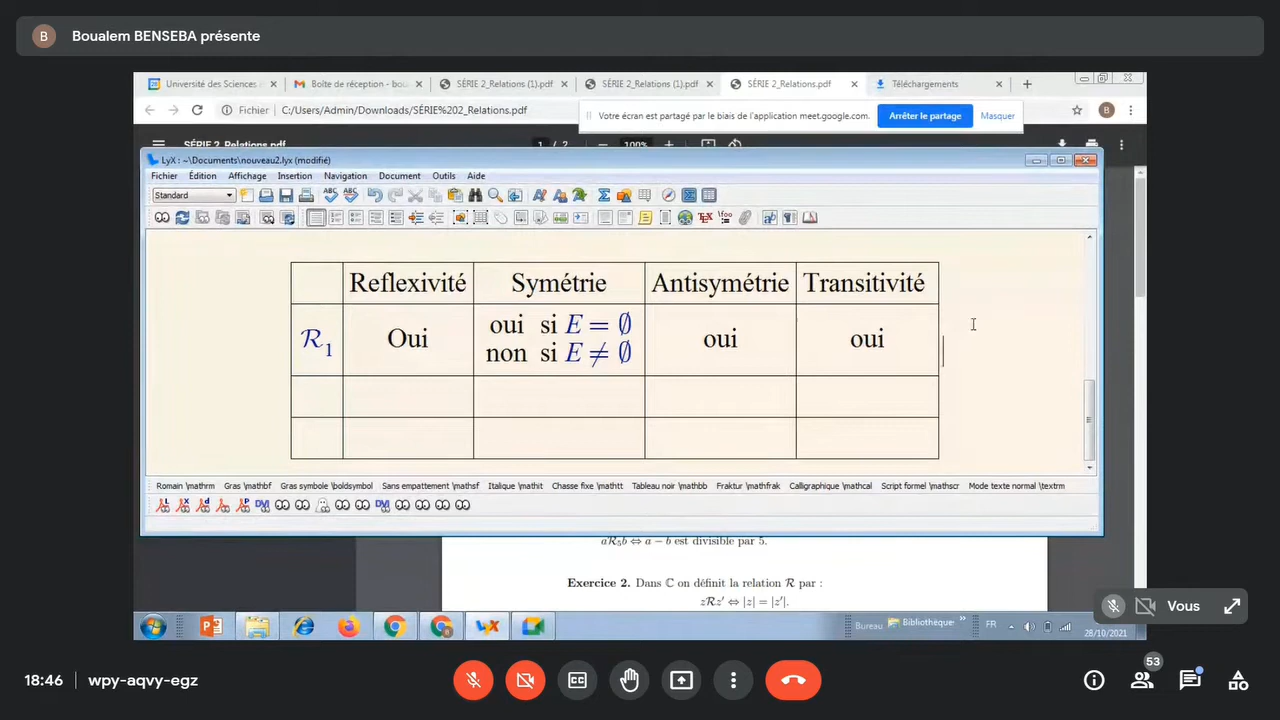 B Boualem BENSEBA présente
Université des Sciences
Boîte de réception - bou
SÉRIE 2_Relations (1).pdf
SÉRIE 2_Relations (1).pdf
SÉRIE 2_Relations.pdf
Téléchargements
Fichier C:/Users/Admin/Downloads/SÉRIE%202_Relations.pdf
B
Votre écran est partagé par le biais de l'application meet.google.com. Arrêter le partage Masquer
SÉRIE 2_Relations.pdf 1 / 2 100%
LyX : ~\Documents\nouveau2.lyx (modifié)
Fichier Édition Affichage Insertion Navigation Document Outils Aide
Standard
Reflexivité Symétrie Antisymétrie Transitivité
ℛ₁ Oui oui si E = ∅ oui oui
non si E ≠ ∅
Romain \mathrm Gras \mathbf Gras symbole \boldsymbol Sans empattement \mathsf Italique \mathit Chasse fixe \mathtt Tableau noir \mathbb Fraktur \mathfrak Calligraphique \mathcal Script formel \mathscr Mode texte normal \textrm
aℛ₅b ⇔ a − b est divisible par 5.
Exercice 2. Dans ℂ on définit la relation ℛ par :
zℛz′ ⇔ |z| = |z′|.
Vous
Bureau Bibliothèque » FR
28/10/2021
53
18:46 | wpy-aqvy-egz